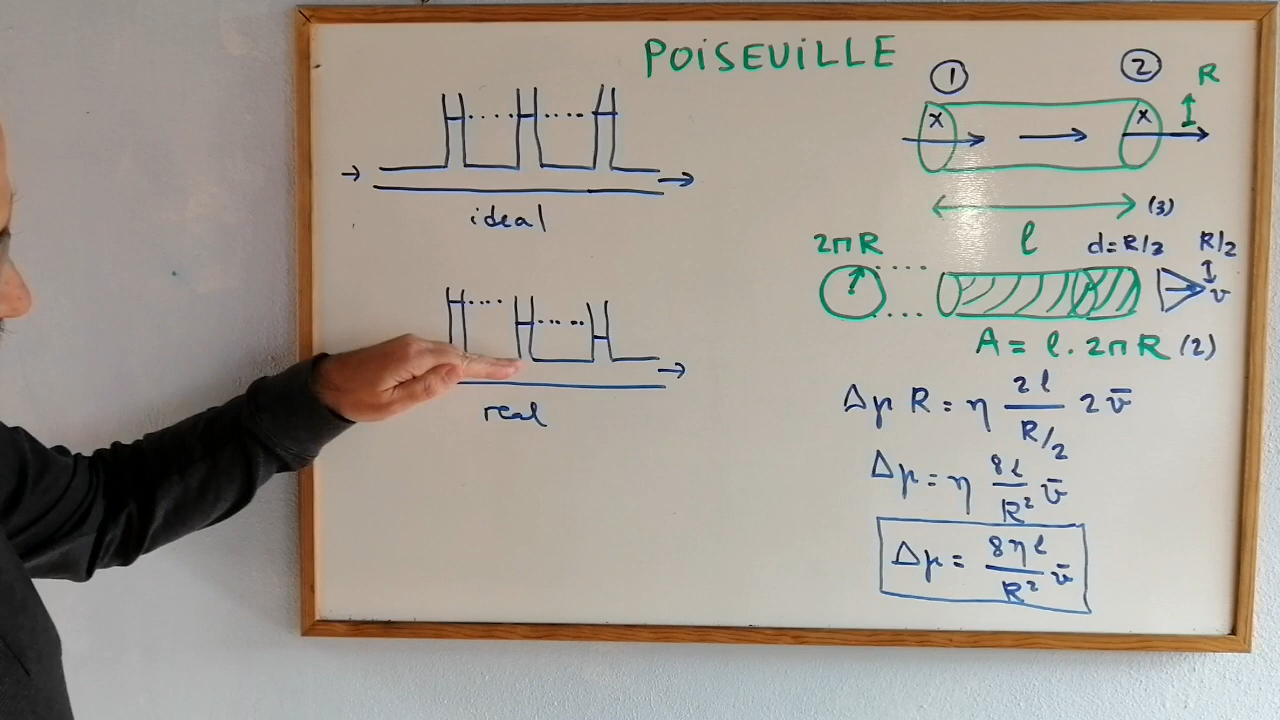 POISEUILLE
ideal
real
1
2
R
l
(3)
2πR
d=R/2
R/2
v
A = l.2πR (2)
Δp R = η 2l / R/2 2v̄
Δp = η 8l / R² v̄
Δp = 8ηl / R² v̄